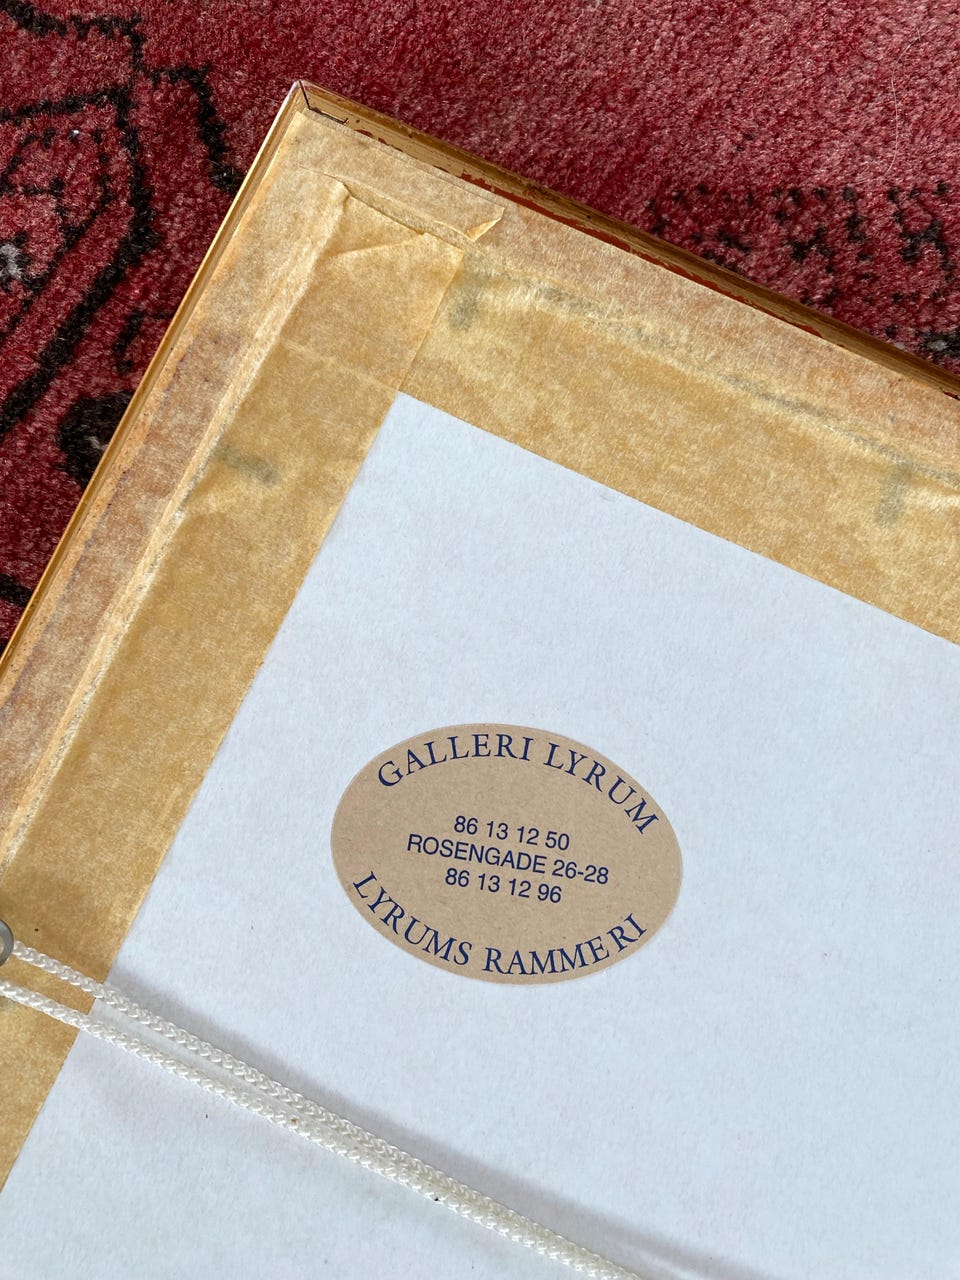 GALLERI LYRUM
86 13 12 50
ROSENGADE 26-28
86 13 12 96
LYRUMS RAMMERI